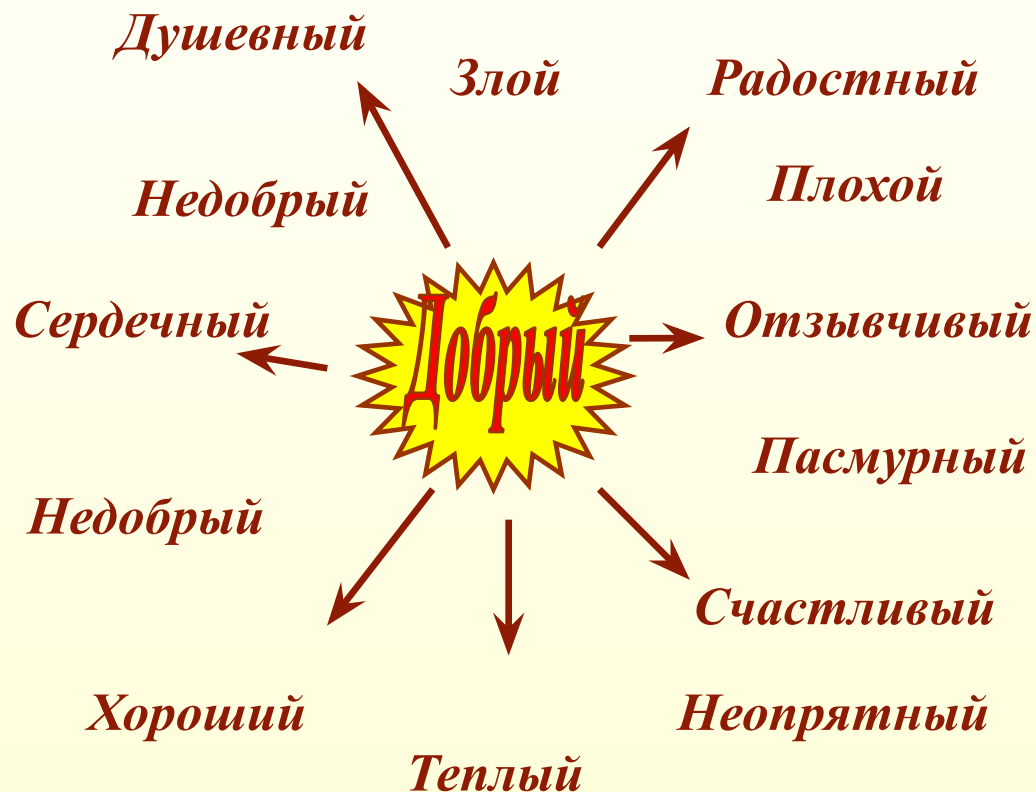 Душевный
Злой
Радостный
Недобрый
Плохой
Сердечный
Добрый
Отзывчивый
Пасмурный
Недобрый
Счастливый
Хороший
Неопрятный
Теплый